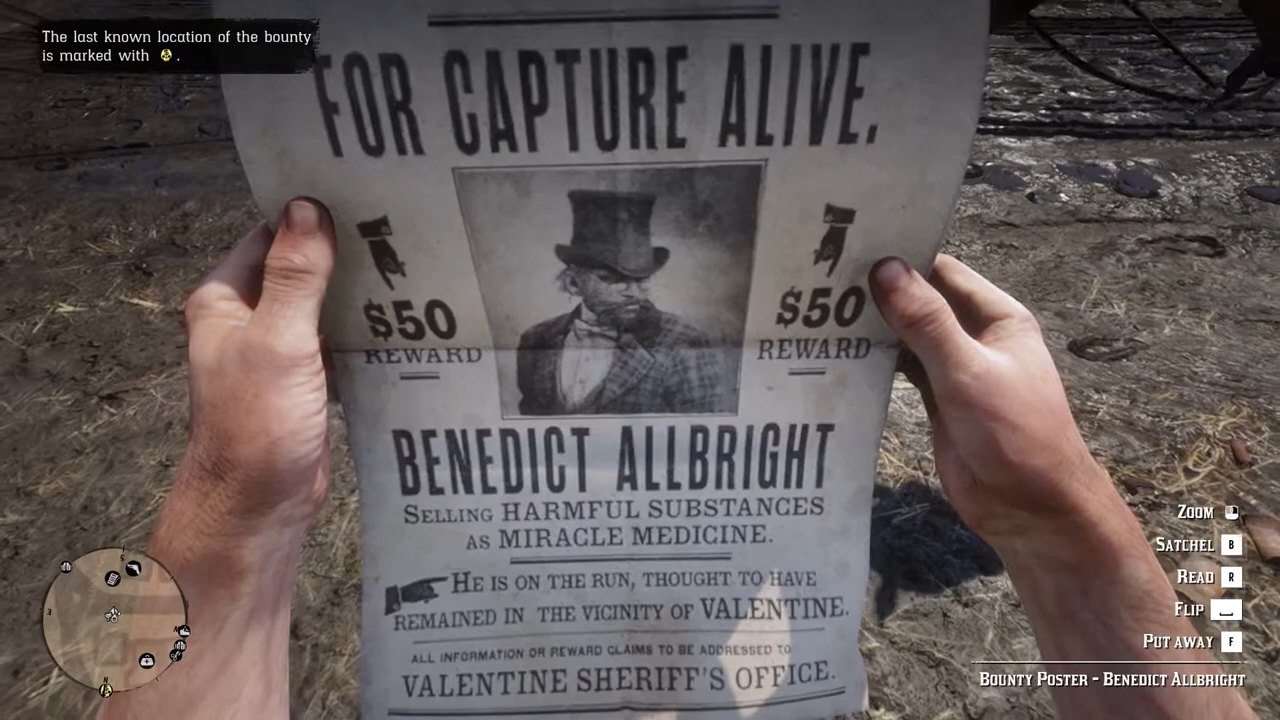 The last known location of the bounty
is marked with .
FOR CAPTURE ALIVE.
$50
REWARD
$50
REWARD
BENEDICT ALLBRIGHT
SELLING HARMFUL SUBSTANCES
AS MIRACLE MEDICINE.
HE IS ON THE RUN, THOUGHT TO HAVE
REMAINED IN THE VICINITY OF VALENTINE.
ALL INFORMATION OR REWARD CLAIMS TO BE ADDRESSED TO
VALENTINE SHERIFF'S OFFICE.
ZOOM
SATCHEL B
READ R
FLIP
PUT AWAY F
BOUNTY POSTER - BENEDICT ALLBRIGHT